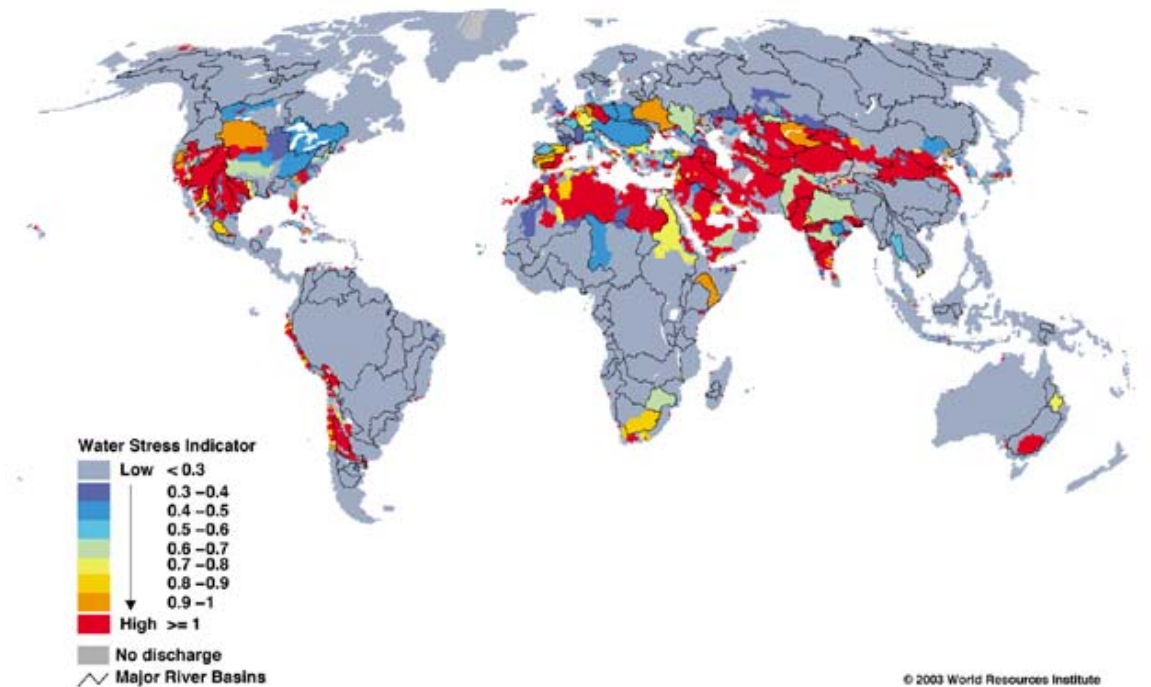 Water Stress Indicator
Low < 0.3
0.3 –0.4
0.4 –0.5
0.5 –0.6
0.6 –0.7
0.7 –0.8
0.8 –0.9
0.9 –1
High >= 1
No discharge
Major River Basins
© 2003 World Resources Institute